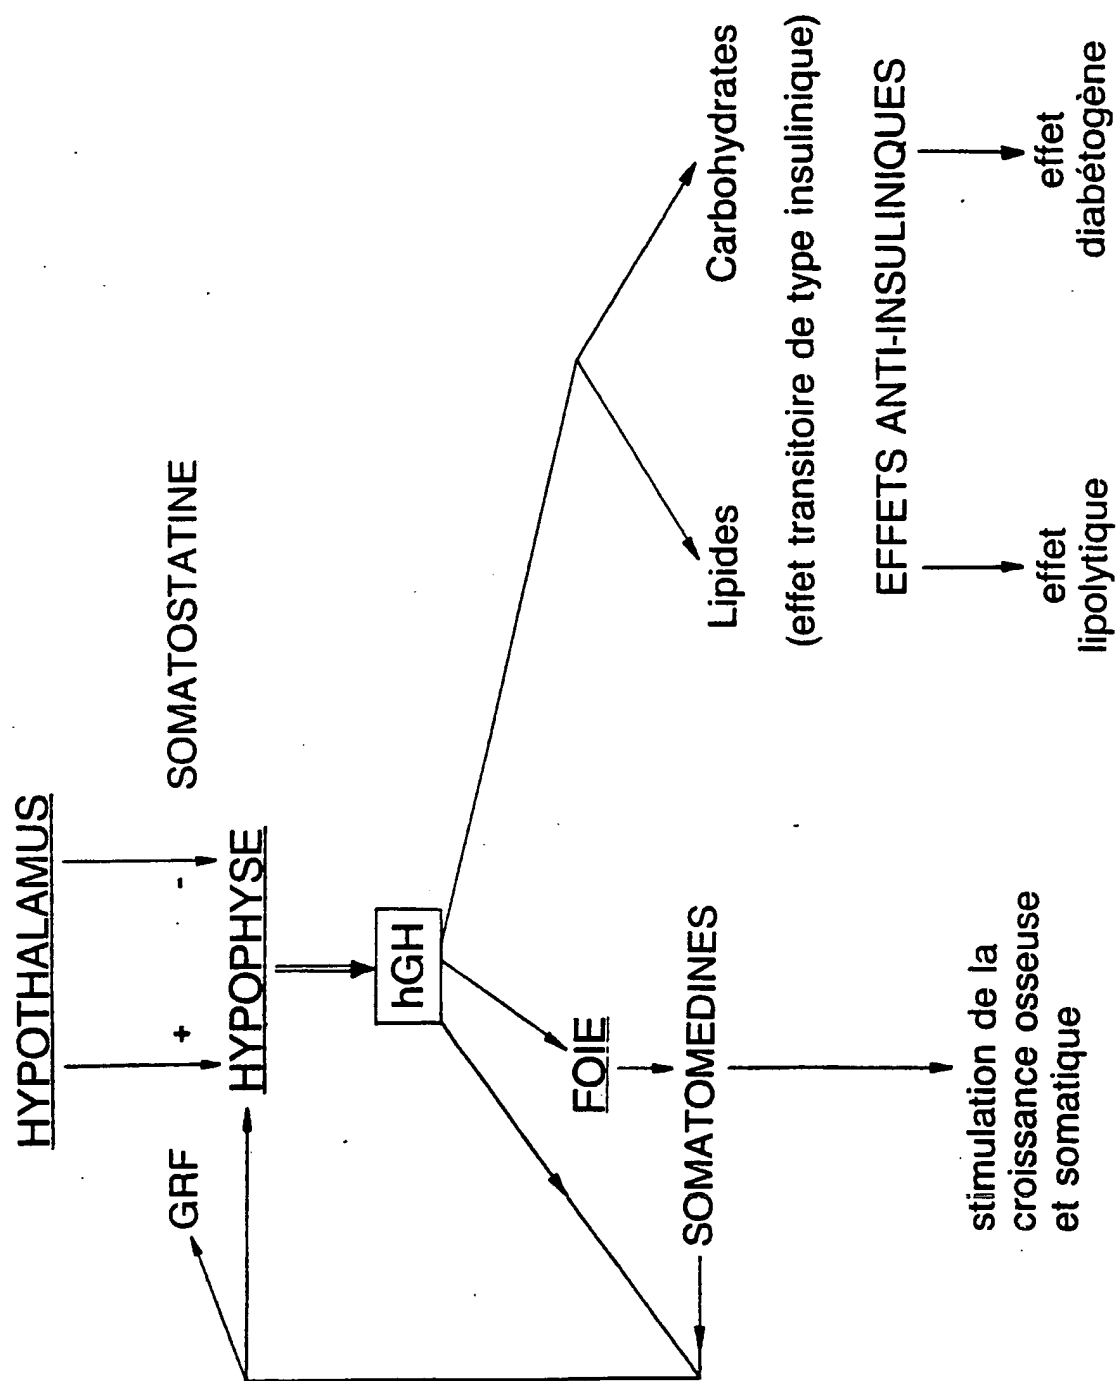 HYPOTHALAMUS
GRF
+
-
SOMATOSTATINE
HYPOPHYSE
hGH
FOIE
SOMATOMEDINES
stimulation de la
croissance osseuse
et somatique
Lipides
Carbohydrates
(effet transitoire de type insulinique)
EFFETS ANTI-INSULINIQUES
effet
lipolytique
effet
diabétogène